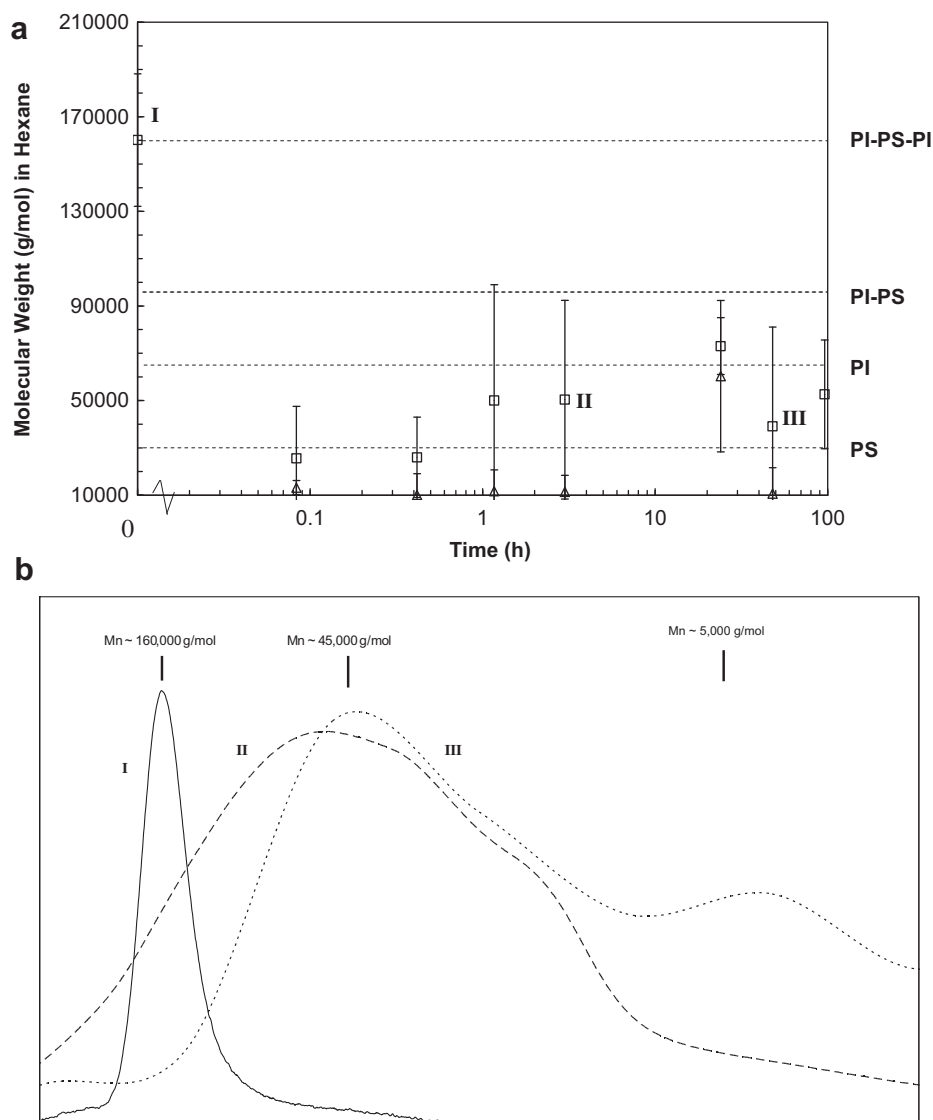 a
Molecular Weight (g/mol) in Hexane
210000
170000
130000
90000
50000
10000
I
II
III
PI-PS-PI
PI-PS
PI
PS
0
0.1
1
10
100
Time (h)
b
Mn ~ 160,000 g/mol
Mn ~ 45,000 g/mol
Mn ~ 5,000 g/mol
I
II
III